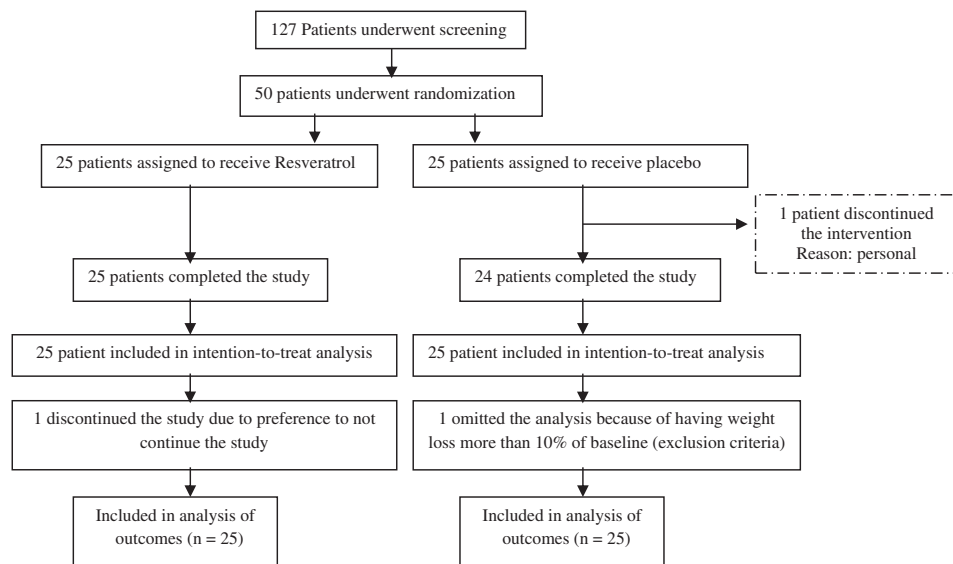 127 Patients underwent screening
50 patients underwent randomization
25 patients assigned to receive Resveratrol
25 patients assigned to receive placebo
1 patient discontinued
the intervention
Reason: personal
25 patients completed the study
24 patients completed the study
25 patient included in intention-to-treat analysis
25 patient included in intention-to-treat analysis
1 discontinued the study due to preference to not
continue the study
1 omitted the analysis because of having weight
loss more than 10% of baseline (exclusion criteria)
Included in analysis of
outcomes (n = 25)
Included in analysis of
outcomes (n = 25)